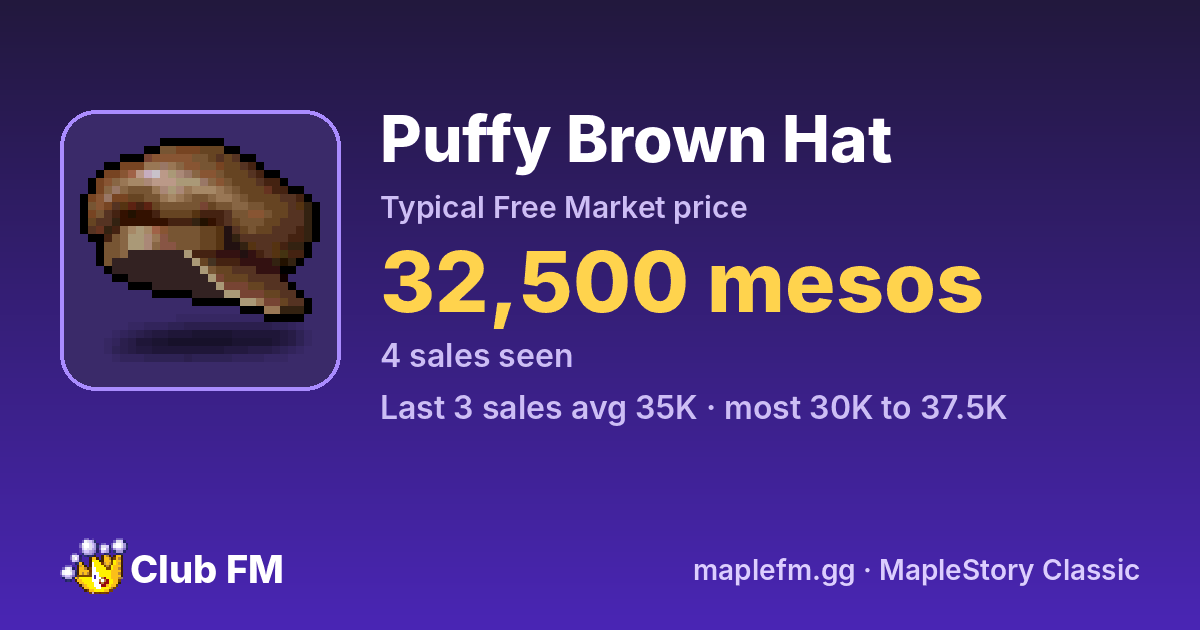 Puffy Brown Hat
Typical Free Market price
32,500 mesos
4 sales seen
Last 3 sales avg 35K · most 30K to 37.5K
Club FM
maplefm.gg · MapleStory Classic